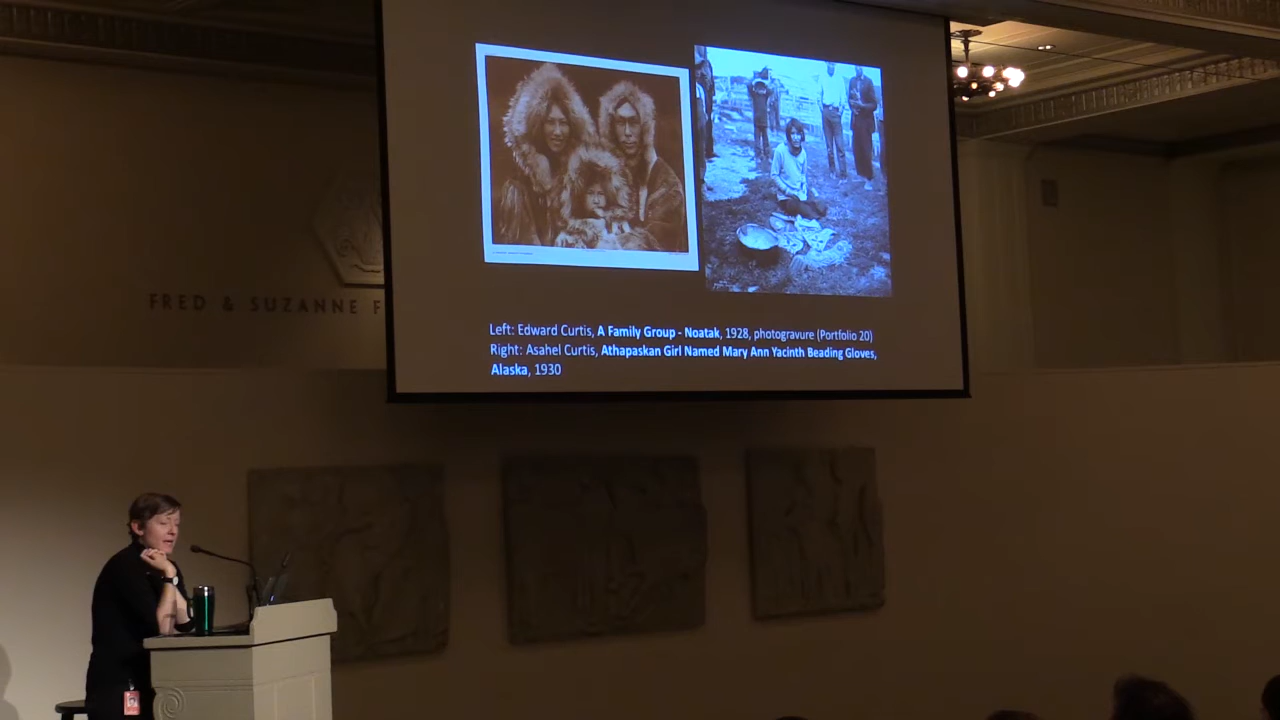 FRED & SUZANNE F
Left: Edward Curtis, A Family Group - Noatak, 1928, photogravure (Portfolio 20)
Right: Asahel Curtis, Athapaskan Girl Named Mary Ann Yacinth Beading Gloves,
Alaska, 1930